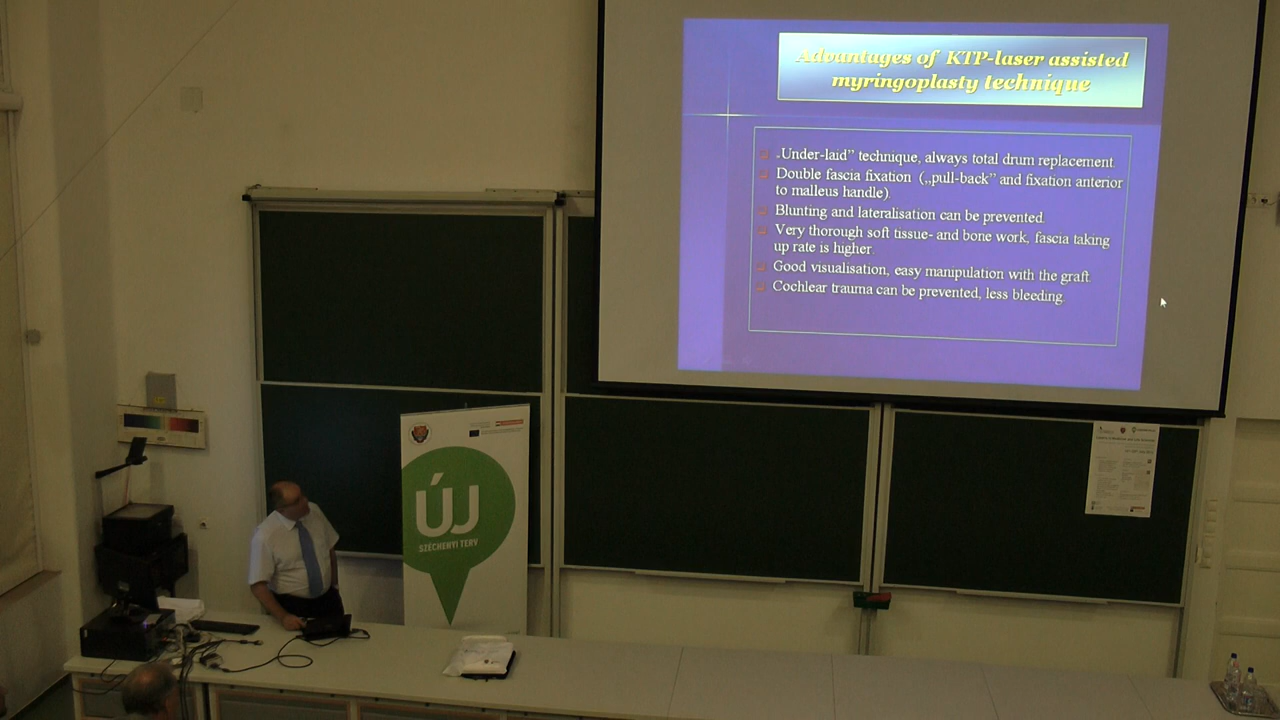 Advantages of KTP-laser assisted
myringoplasty technique
„Under-laid” technique, always total drum replacement.
Double fascia fixation („pull-back” and fixation anterior
to malleus handle).
Blunting and lateralisation can be prevented.
Very thorough soft tissue- and bone work, fascia taking
up rate is higher.
Good visualisation, easy manipulation with the graft.
Cochlear trauma can be prevented, less bleeding.
ÚJ
SZÉCHENYI TERV